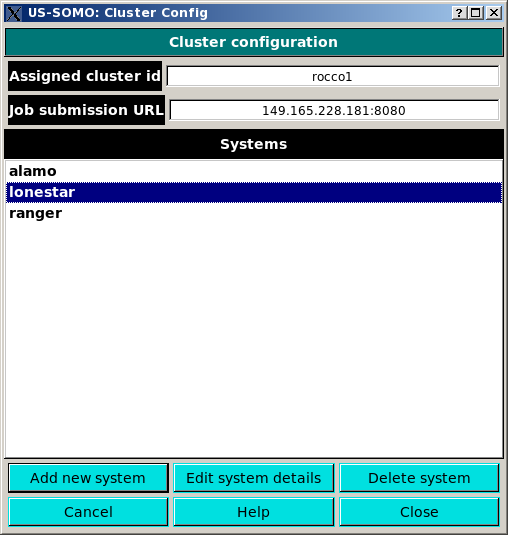 US-SOMO: Cluster Config
?
Cluster configuration
Assigned cluster id rocco1
Job submission URL 149.165.228.181:8080
Systems
alamo
lonestar
ranger
Add new system Edit system details Delete system
Cancel Help Close